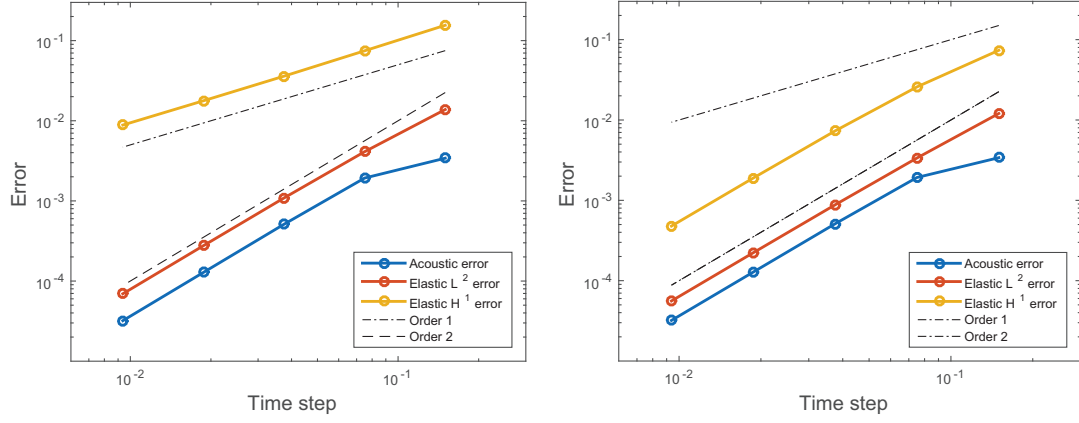 10^-1
10^-2
10^-3
10^-4
Error
10^-2
10^-1
Time step
Acoustic error
Elastic L ^2 error
Elastic H ^1 error
Order 1
Order 2
10^-1
10^-2
10^-3
10^-4
Error
10^-2
10^-1
Time step
Acoustic error
Elastic L ^2 error
Elastic H ^1 error
Order 1
Order 2